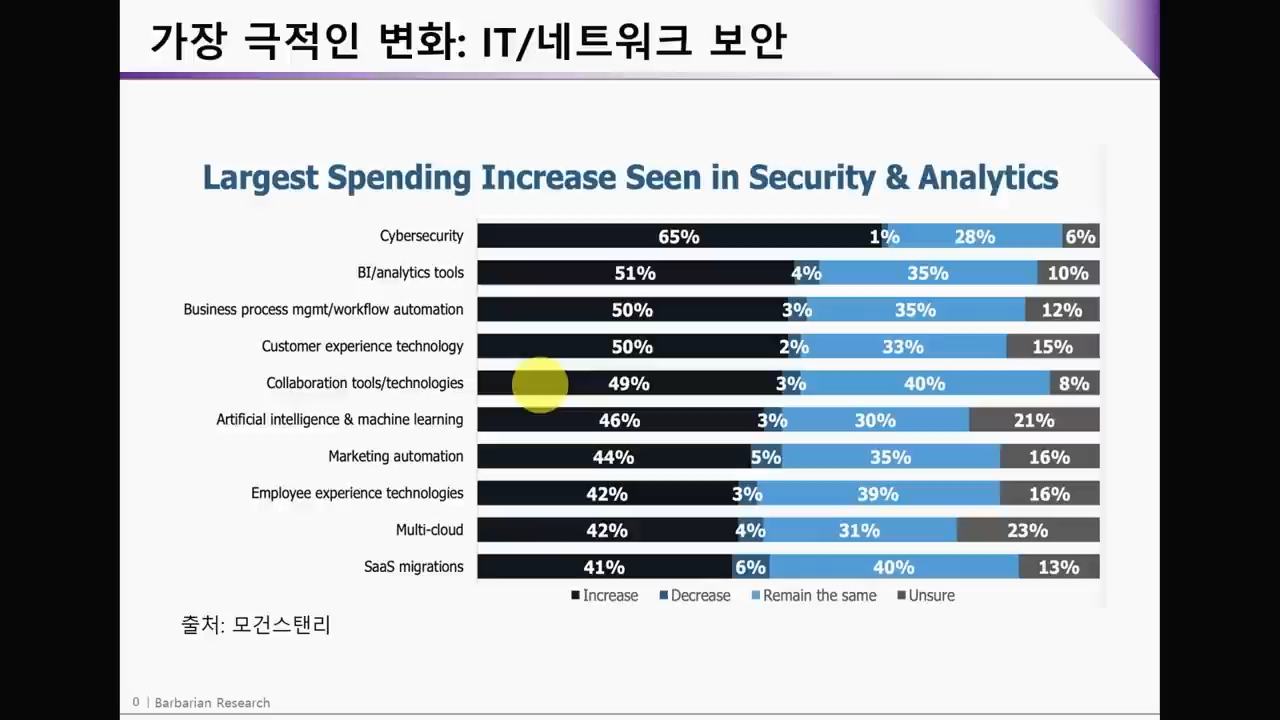 가장 극적인 변화: IT/네트워크 보안
Largest Spending Increase Seen in Security & Analytics
Cybersecurity 65% 1% 28% 6%
BI/analytics tools 51% 4% 35% 10%
Business process mgmt/workflow automation 50% 3% 35% 12%
Customer experience technology 50% 2% 33% 15%
Collaboration tools/technologies 49% 3% 40% 8%
Artificial intelligence & machine learning 46% 3% 30% 21%
Marketing automation 44% 5% 35% 16%
Employee experience technologies 42% 3% 39% 16%
Multi-cloud 42% 4% 31% 23%
SaaS migrations 41% 6% 40% 13%
Increase Decrease Remain the same Unsure
출처: 모건스탠리
0 | Barbarian Research